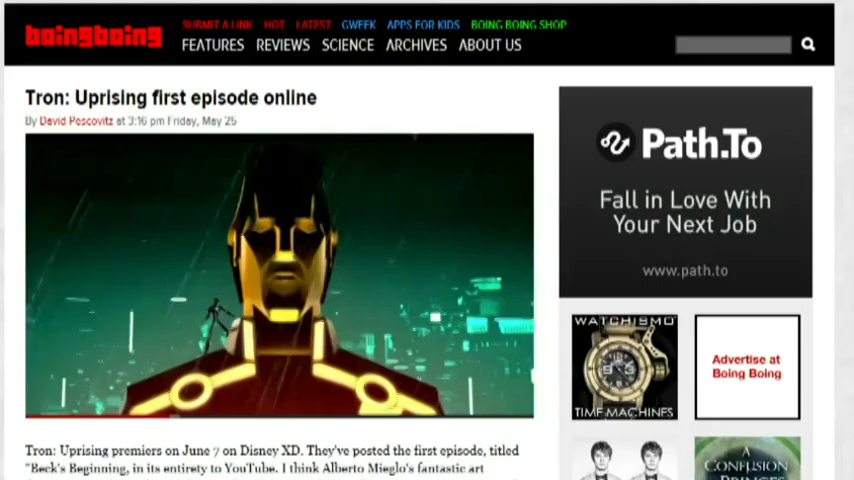 SUBMIT A LINK HOT LATEST GWEEK APPS FOR KIDS BOING BOING SHOP
boingboing
FEATURES REVIEWS SCIENCE ARCHIVES ABOUT US
Tron: Uprising first episode online
By David Pescovitz at 3:16 pm Friday, May 25
Path.To
Fall in Love With
Your Next Job
www.path.to
WATCHISMO
TIME MACHINES
Advertise at
Boing Boing
Tron: Uprising premiers on June 7 on Disney XD. They've posted the first episode, titled
"Beck's Beginning, in its entirety to YouTube. I think Alberto Mieglo's fantastic art
A
CONFUSION
PRINCES